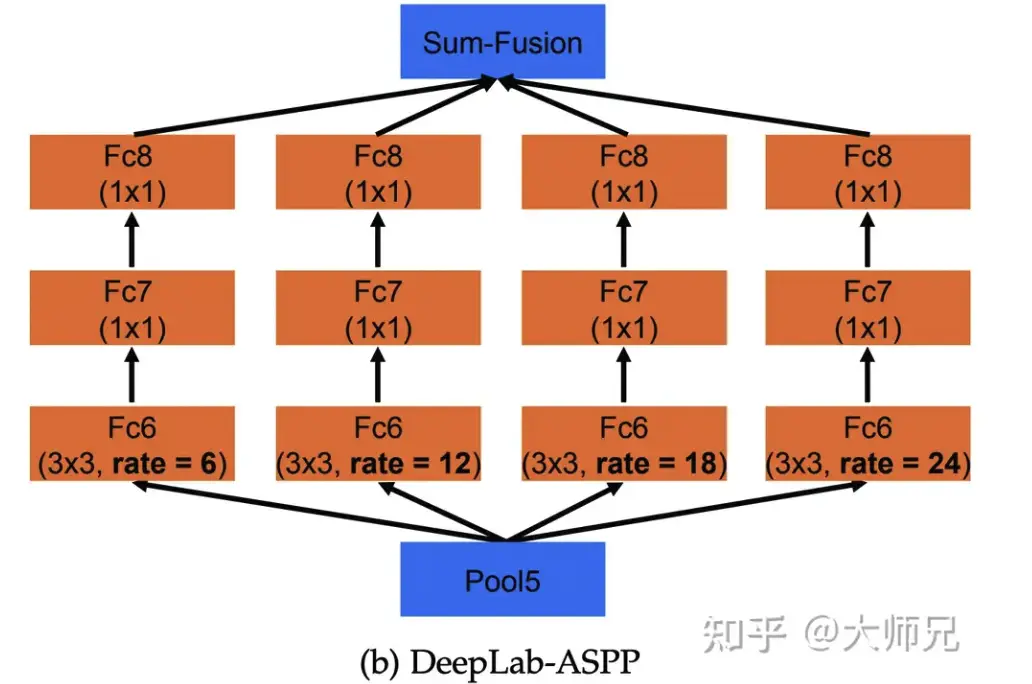 Sum-Fusion
Fc8 Fc8 Fc8 Fc8
(1x1) (1x1) (1x1) (1x1)
Fc7 Fc7 Fc7 Fc7
(1x1) (1x1) (1x1) (1x1)
Fc6 Fc6 Fc6 Fc6
(3x3, rate = 6) (3x3, rate = 12) (3x3, rate = 18) (3x3, rate = 24)
Pool5
知乎 @大师兄
(b) DeepLab-ASPP